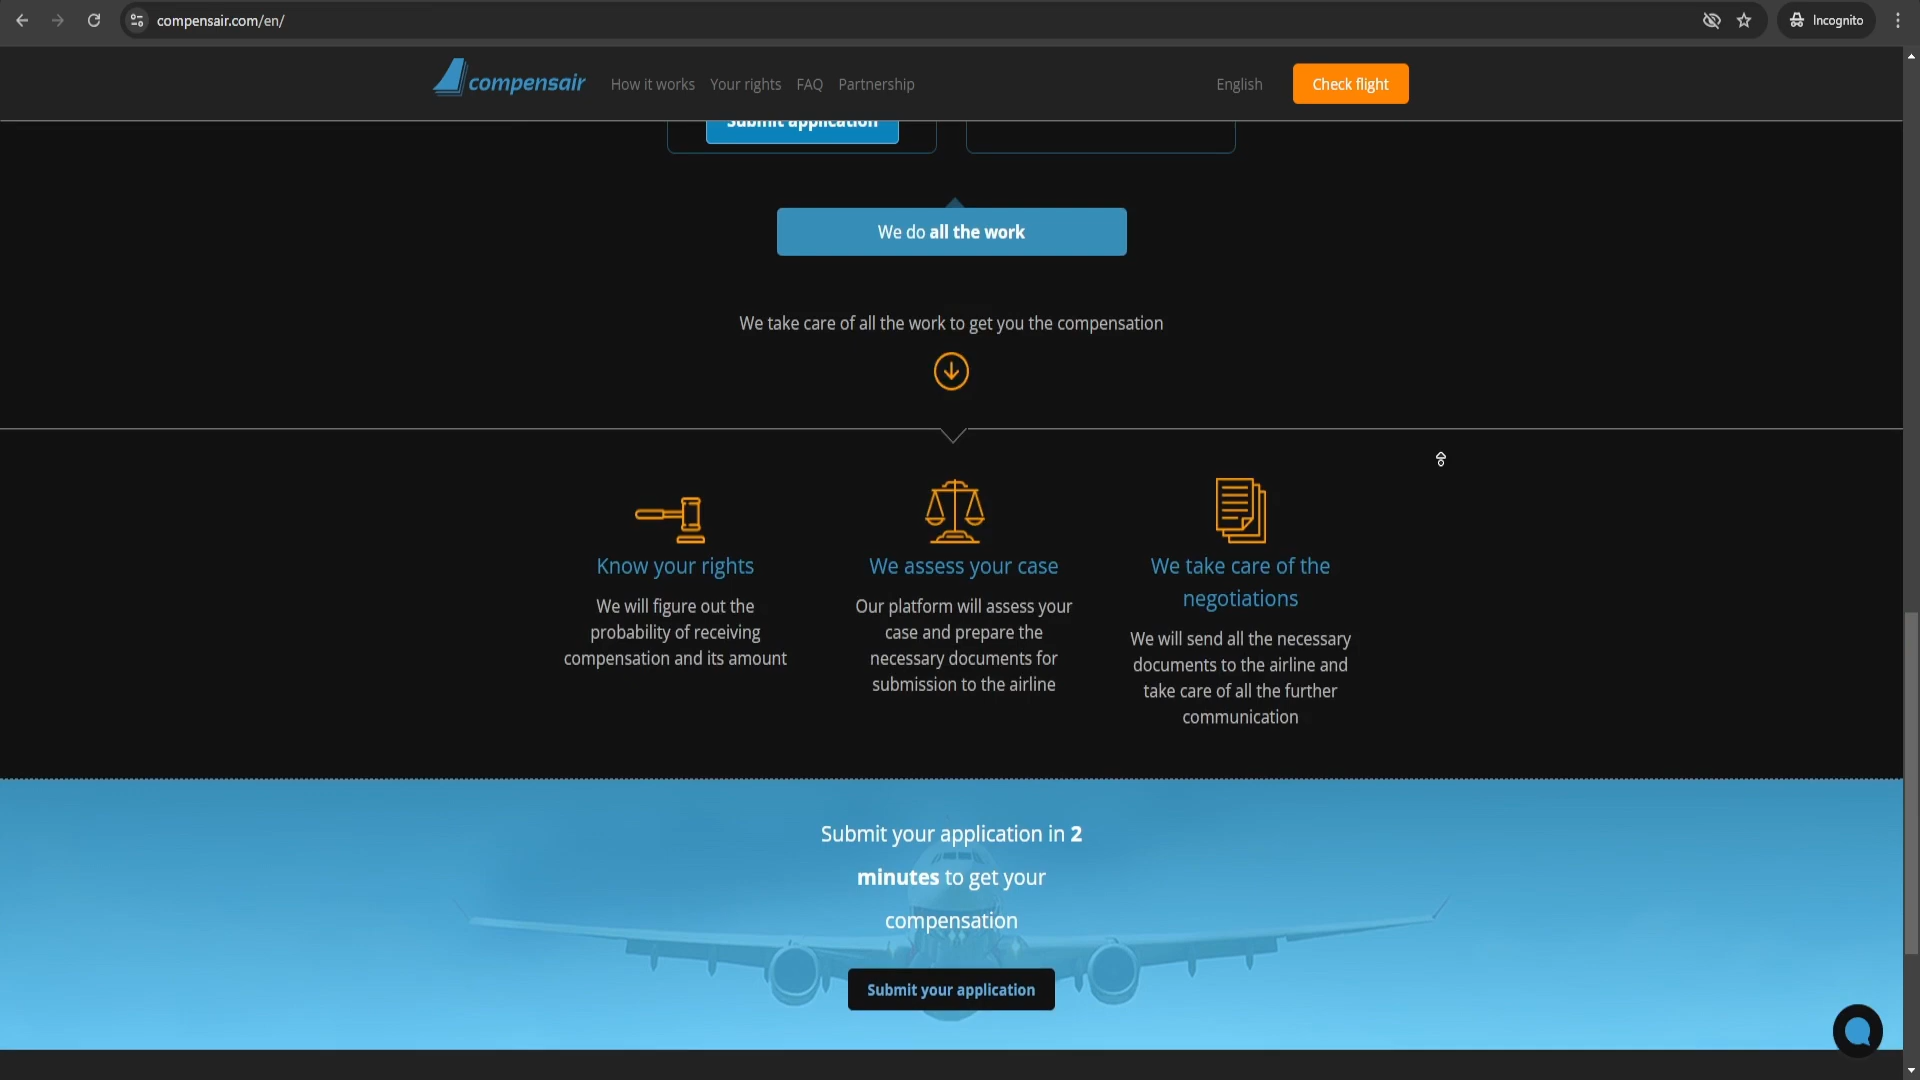 compensair.com/en/
Incognito
compensair
How it works
Your rights
FAQ
Partnership
English
Check flight
Submit application
We do all the work
We take care of all the work to get you the compensation
Know your rights
We will figure out the
probability of receiving
compensation and its amount
We assess your case
Our platform will assess your
case and prepare the
necessary documents for
submission to the airline
We take care of the
negotiations
We will send all the necessary
documents to the airline and
take care of all the further
communication
Submit your application in 2
minutes to get your
compensation
Submit your application